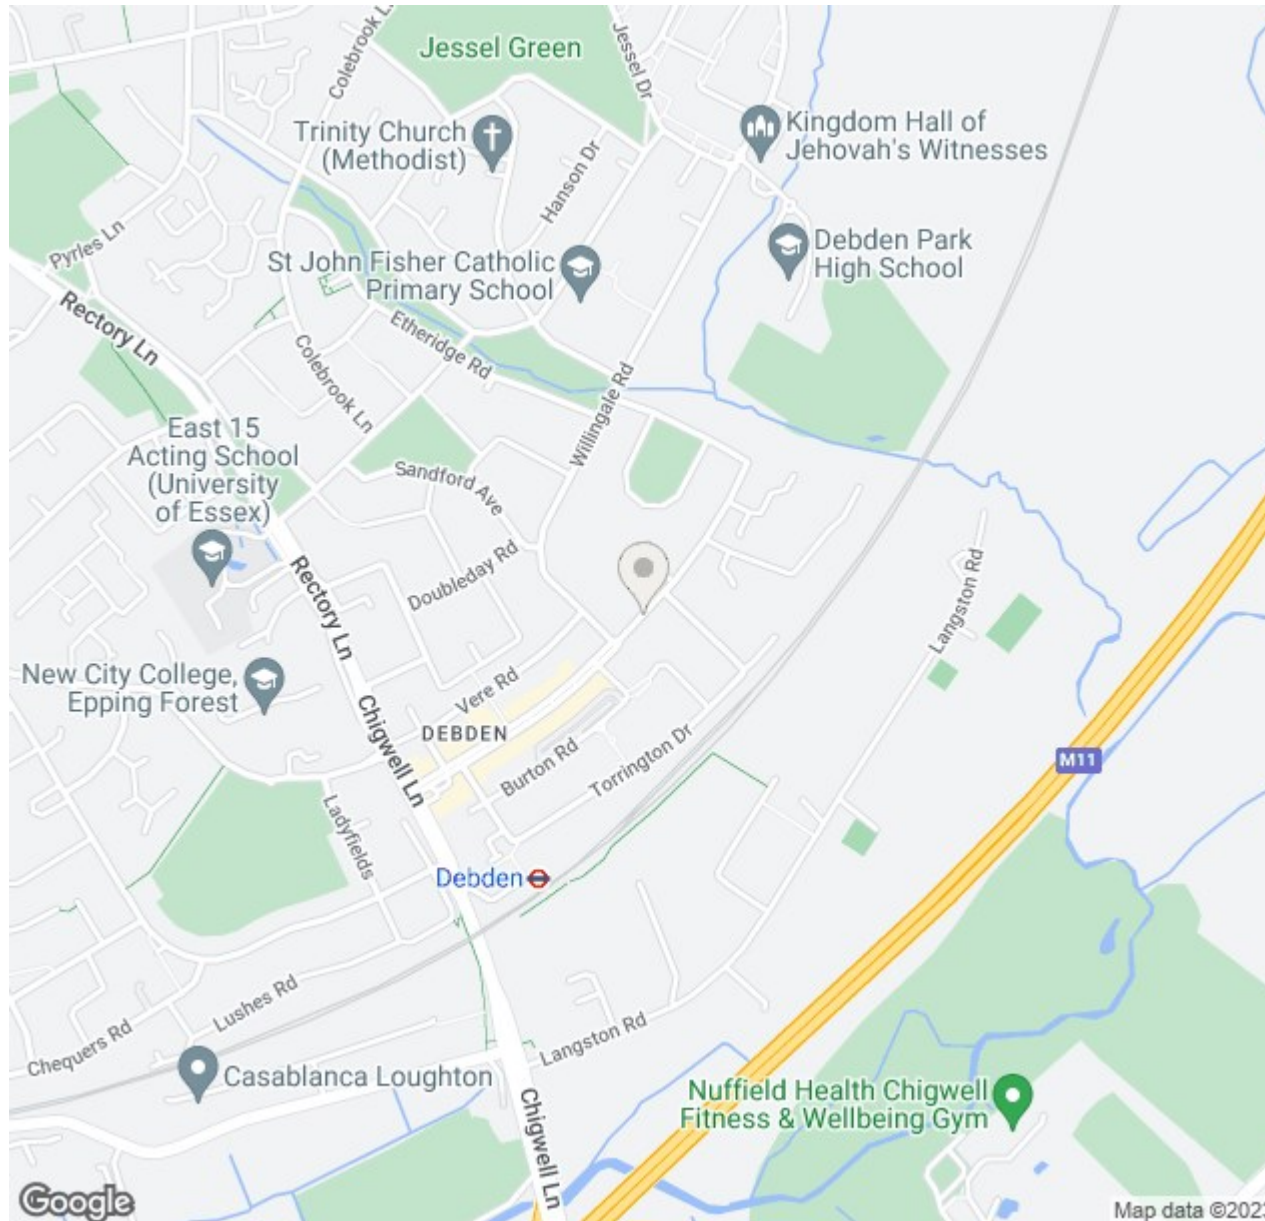 Jessel Green
Colebrook Ln
Jessel Dr
Trinity Church
(Methodist)
Kingdom Hall of
Jehovah's Witnesses
Hanson Dr
Pyrles Ln
St John Fisher Catholic
Primary School
Debden Park
High School
Rectory Ln
Etheridge Rd
Colebrook Ln
Willingale Rd
East 15
Acting School
(University
of Essex)
Sandford Ave
Doubleday Rd
Rectory Ln
Langston Rd
New City College,
Epping Forest
Vere Rd
DEBDEN
Chigwell Ln
Burton Rd
Torrington Dr
M11
Ladyfields
Debden
Lushes Rd
Chequers Rd
Langston Rd
Casablanca Loughton
Chigwell Ln
Nuffield Health Chigwell
Fitness & Wellbeing Gym
Google
Map data ©2023